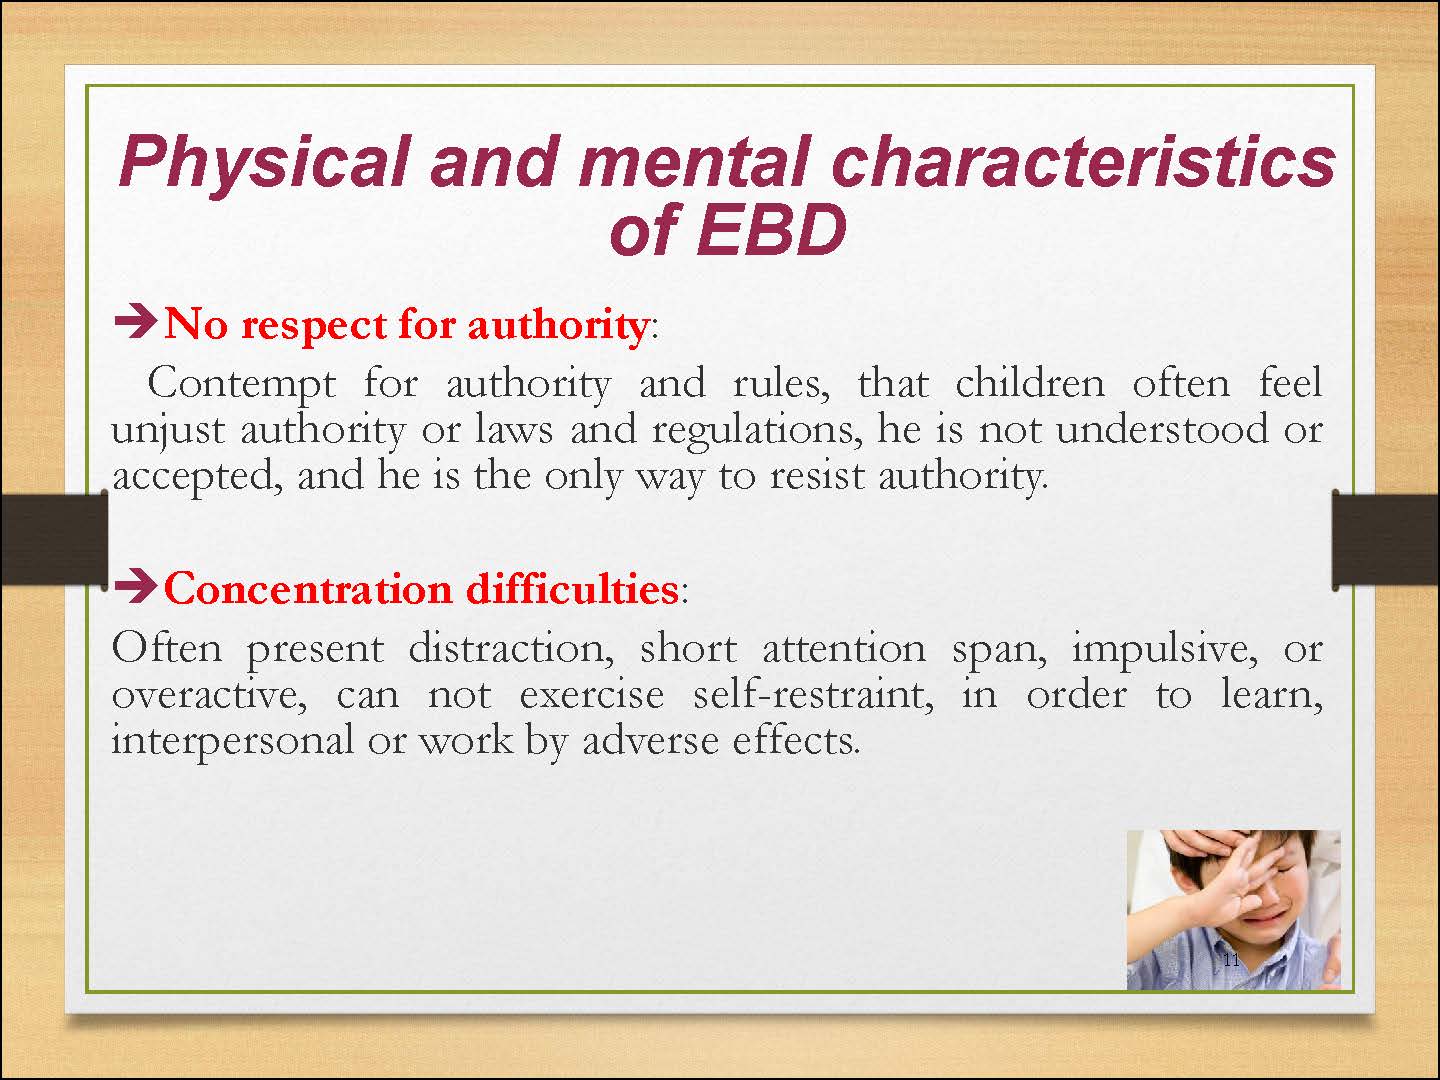 Physical and mental characteristics
of EBD
➔No respect for authority:
Contempt for authority and rules, that children often feel
unjust authority or laws and regulations, he is not understood or
accepted, and he is the only way to resist authority.
➔Concentration difficulties:
Often present distraction, short attention span, impulsive, or
overactive, can not exercise self-restraint, in order to learn,
interpersonal or work by adverse effects.
11